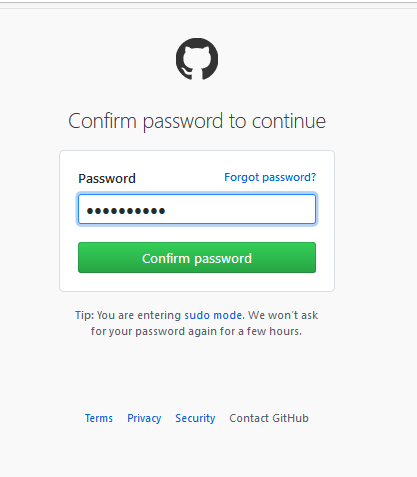 Confirm password to continue
Password Forgot password?
••••••••••
Confirm password
Tip: You are entering sudo mode. We won't ask
for your password again for a few hours.
Terms Privacy Security Contact GitHub